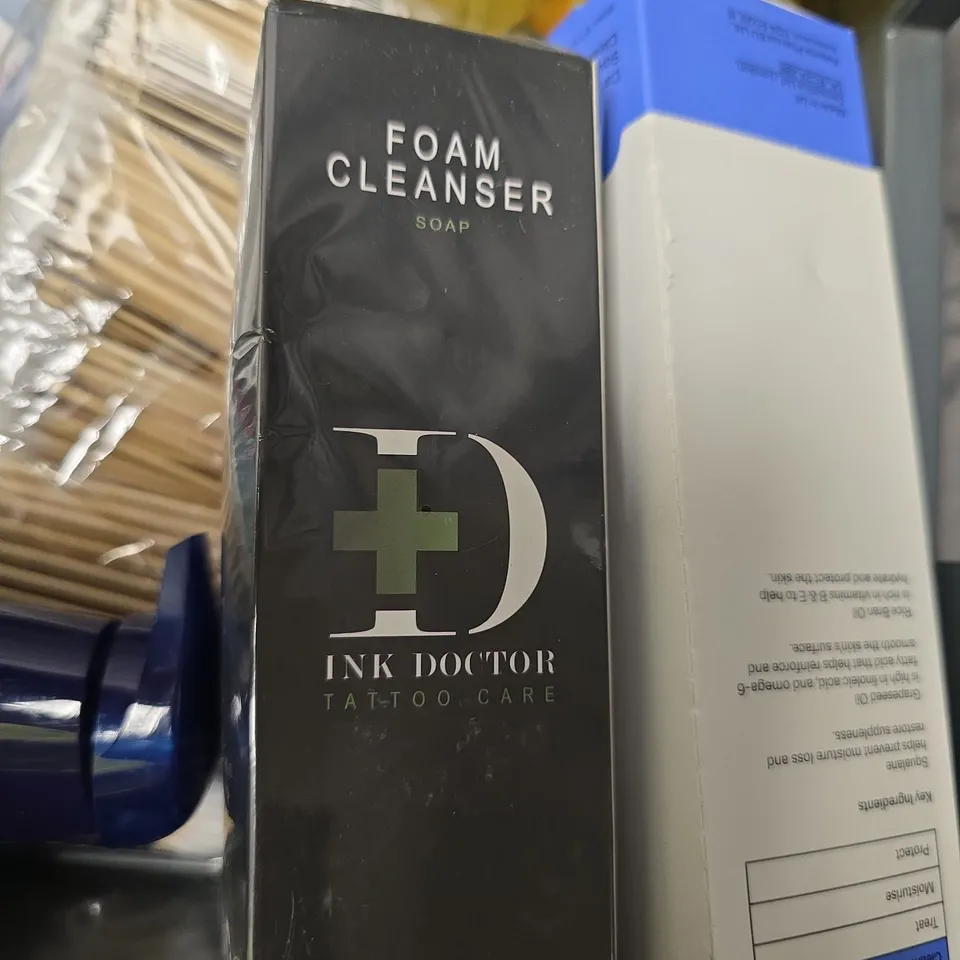 FOAM
CLEANSER
SOAP
INK DOCTOR
TATTOO CARE
Treat
Moisturise
Protect
Key Ingredients
Squalane
helps prevent moisture loss and
restore suppleness.
Grapeseed Oil
is high in linoleic acid, and omega-6
fatty acid that helps reinforce and
smooth the skin's surface.
Rice Bran Oil
is rich in vitamins B & E to help
hydrate and protect the skin.